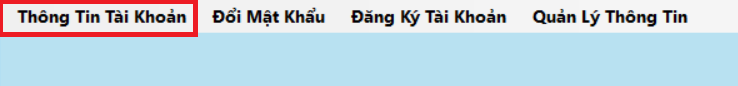 Thông Tin Tài Khoản Đổi Mật Khẩu Đăng Ký Tài Khoản Quản Lý Thông Tin